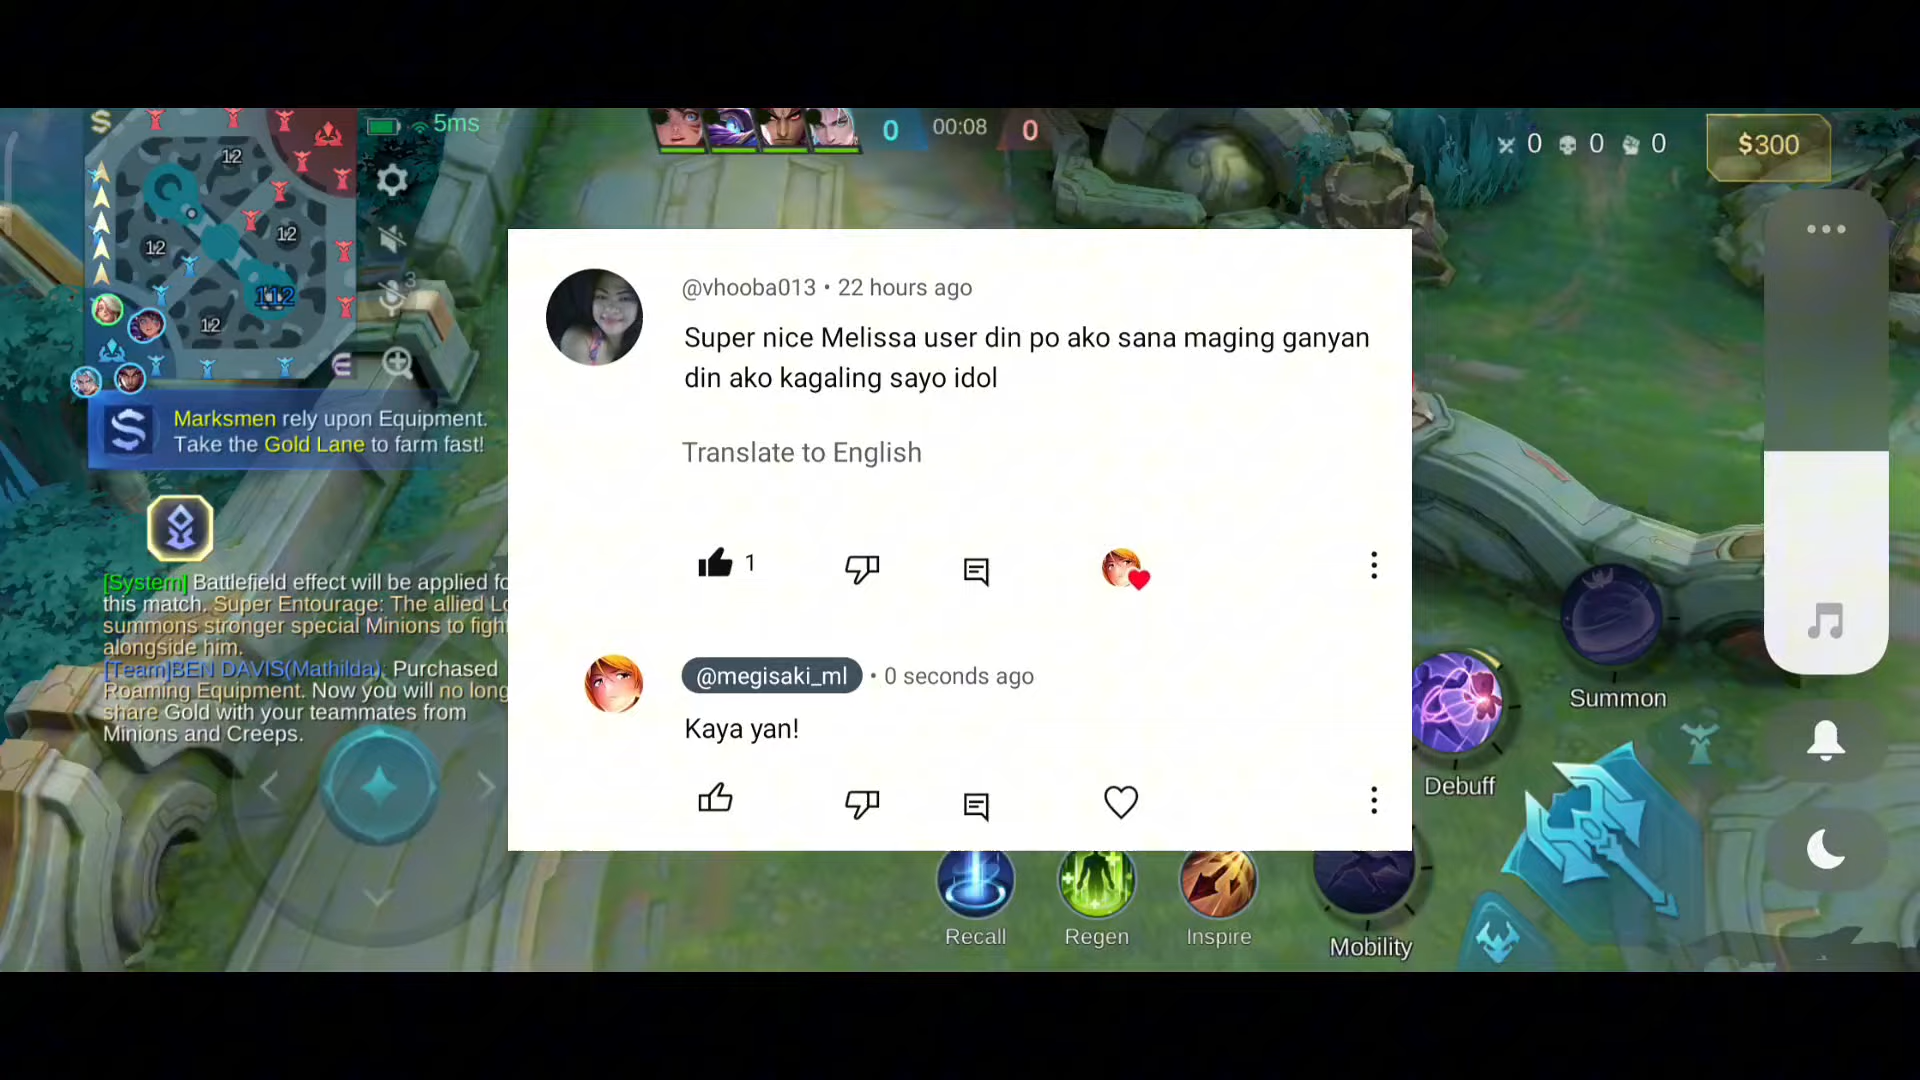 5ms
0 00:08 0
0 0 0
$300
12
12
12
112
12
3
Marksmen rely upon Equipment.
Take the Gold Lane to farm fast!
[System] Battlefield effect will be applied fo
this match. Super Entourage: The allied Lo
summons stronger special Minions to fight
alongside him.
[Team]BEN DAVIS(Mathilda): Purchased
Roaming Equipment. Now you will no long
share Gold with your teammates from
Minions and Creeps.
@vhooba013 • 22 hours ago
Super nice Melissa user din po ako sana maging ganyan
din ako kagaling sayo idol
Translate to English
1
@megisaki_ml • 0 seconds ago
Kaya yan!
Summon
Debuff
Mobility
Recall
Regen
Inspire